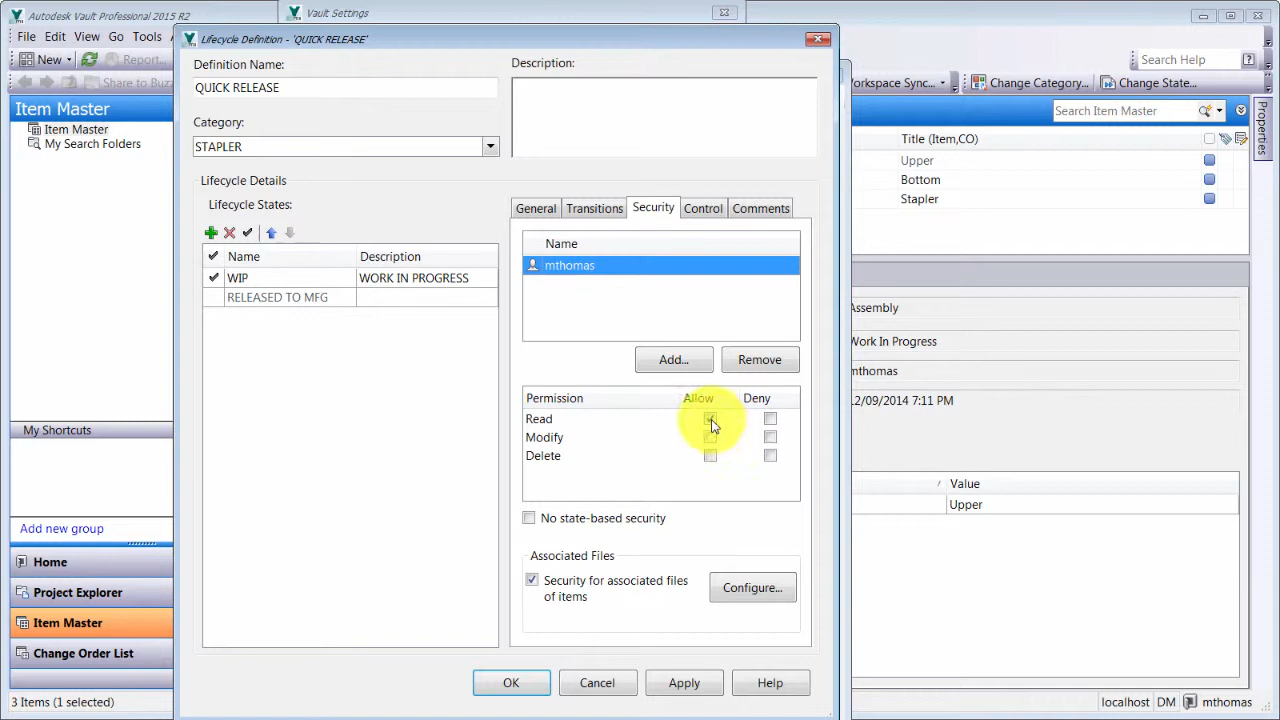 Autodesk Vault Professional 2015 R2
Vault Settings
File Edit View Go Tools
Lifecycle Definition - 'QUICK RELEASE'
New Report...
Search Help
Share to Buzz
Workspace Sync... Change Category... Change State...
Definition Name:
QUICK RELEASE
Description:
Category:
STAPLER
Item Master
Item Master
My Search Folders
Search Item Master
Properties
Title (Item,CO)
Upper
Bottom
Stapler
Lifecycle Details
Lifecycle States:
Name Description
WIP WORK IN PROGRESS
RELEASED TO MFG
General Transitions Security Control Comments
Name
mthomas
Add... Remove
Permission Allow Deny
Read
Modify
Delete
No state-based security
Associated Files
Security for associated files
of items
Configure...
OK Cancel Apply Help
Assembly
Work In Progress
mthomas
12/09/2014 7:11 PM
Value
Upper
My Shortcuts
Add new group
Home
Project Explorer
Item Master
Change Order List
3 Items (1 selected)
localhost DM mthomas